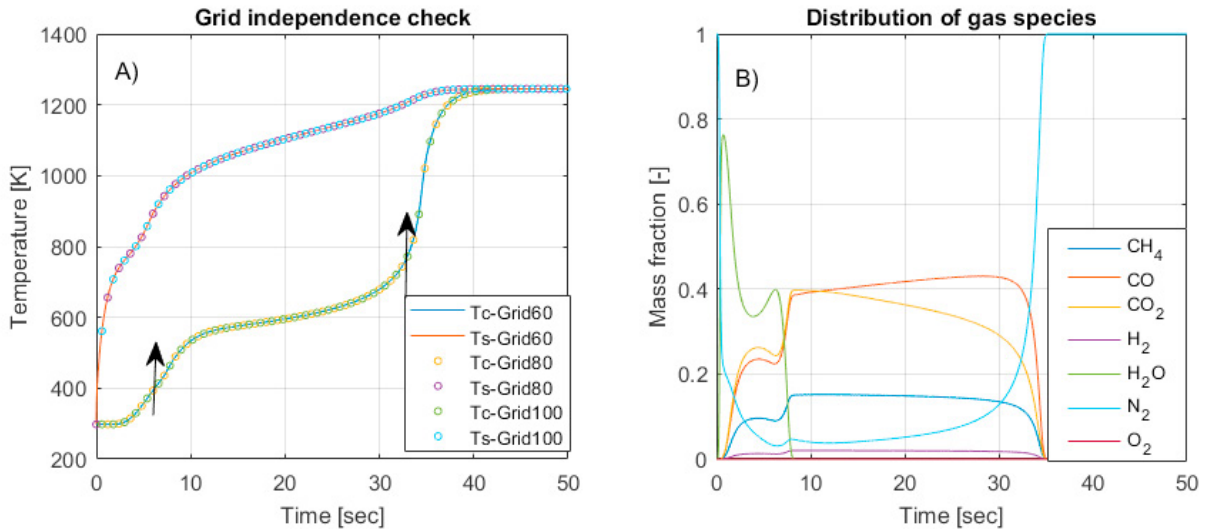 Grid independence check
A)
Temperature [K]
1400
1200
1000
800
600
400
200
0
10
20
30
40
50
Time [sec]
Tc-Grid60
Ts-Grid60
Tc-Grid80
Ts-Grid80
Tc-Grid100
Ts-Grid100
Distribution of gas species
B)
Mass fraction [-]
1
0.8
0.6
0.4
0.2
0
0
10
20
30
40
50
Time [sec]
CH4
CO
CO2
H2
H2O
N2
O2